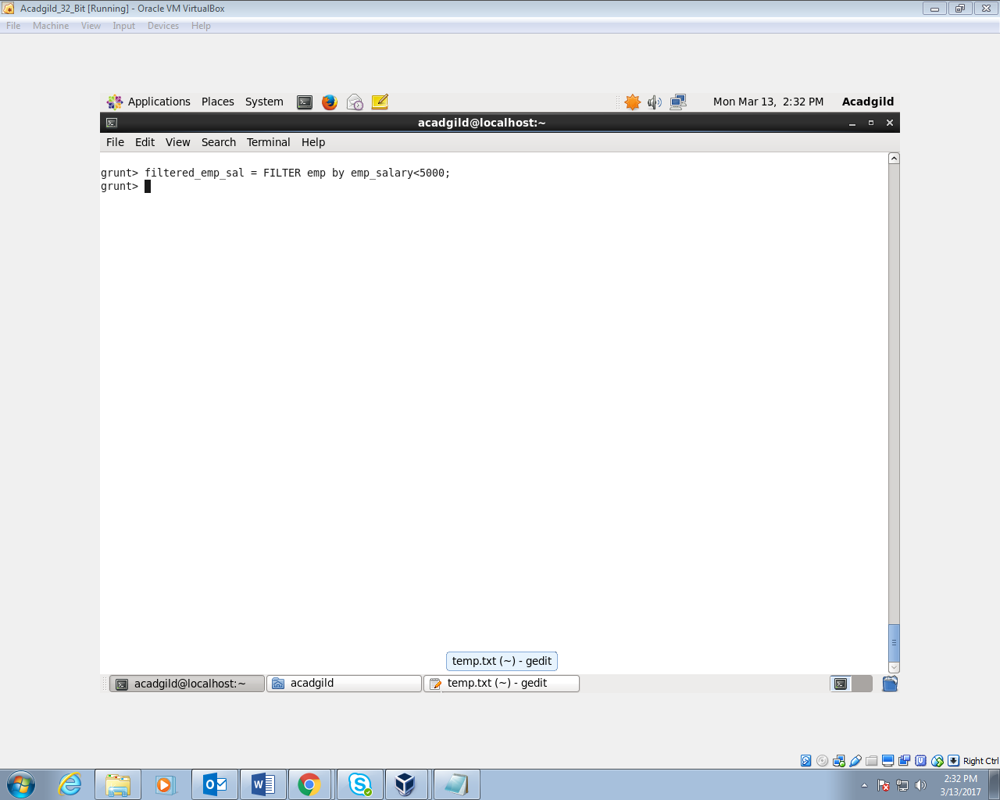 Acadgild_32_Bit [Running] - Oracle VM VirtualBox
File Machine View Input Devices Help
Applications Places System Mon Mar 13, 2:32 PM Acadgild
acadgild@localhost:~
File Edit View Search Terminal Help
grunt> filtered_emp_sal = FILTER emp by emp_salary<5000;
grunt>
temp.txt (~) - gedit
acadgild@localhost:~ acadgild temp.txt (~) - gedit
Right Ctrl
2:32 PM
3/13/2017